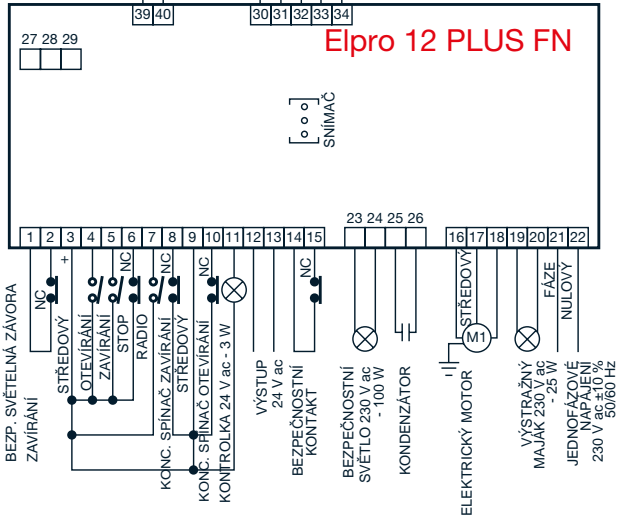 39 40
30 31 32 33 34
Elpro 12 PLUS FN
27 28 29
SNÍMAČ
23 24 25 26
1 2 3 4 5 6 7 8 9 10 11 12 13 14 15
16 17 18 19 20 21 22
BEZP. SVĚTELNÁ ZÁVORA
ZAVÍRÁNÍ
NC
+
STŘEDOVÝ
OTEVÍRÁNÍ
ZAVÍRÁNÍ
STOP
NC
RADIO
KONC. SPÍNAČ ZAVÍRÁNÍ
NC
STŘEDOVÝ
KONC. SPÍNAČ OTEVÍRÁNÍ
NC
KONTROLKA 24 V ac - 3 W
VÝSTUP
24 V ac
BEZPEČNOSTNÍ
KONTAKT
NC
BEZPEČNOSTNÍ
SVĚTLO 230 V ac
- 100 W
KONDENZÁTOR
ELEKTRICKÝ MOTOR
STŘEDOVÝ
M1
VÝSTRAŽNÝ
MAJÁK 230 V ac
- 25 W
FÁZE
NULOVÝ
JEDNOFÁZOVÉ
NAPÁJENÍ
230 V ac ±10 %
50/60 Hz